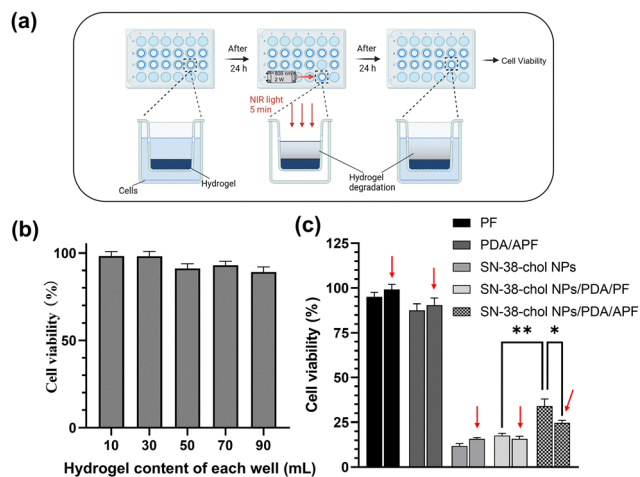 (a)
After
24 h
After
24 h
Cell Viability
808 nm
2 W
NIR light
5 min
Hydrogel
Cells
Hydrogel
degradation
(b)
Cell viability (%)
100
50
0
10 30 50 70 90
Hydrogel content of each well (mL)
(c)
PF
PDA/APF
SN-38-chol NPs
SN-38-chol NPs/PDA/PF
SN-38-chol NPs/PDA/APF
Cell viability (%)
125
100
75
50
25
0
** *